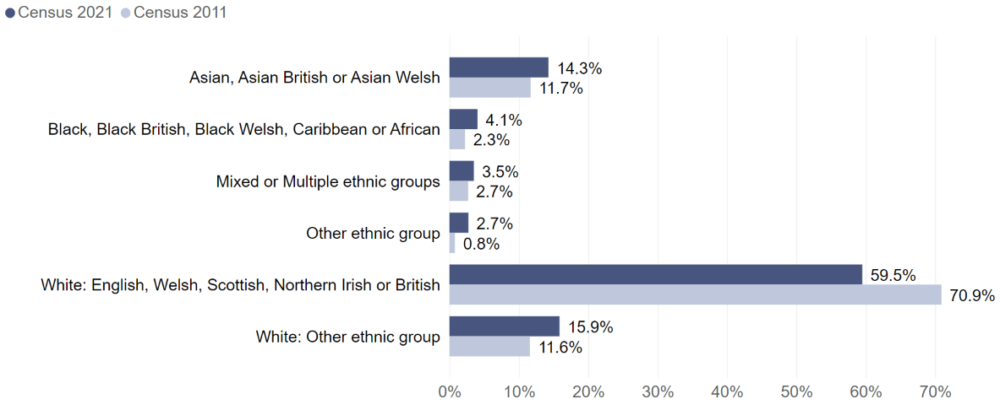 Census 2021 Census 2011
Asian, Asian British or Asian Welsh 14.3%
11.7%
Black, Black British, Black Welsh, Caribbean or African 4.1%
2.3%
Mixed or Multiple ethnic groups 3.5%
2.7%
Other ethnic group 2.7%
0.8%
White: English, Welsh, Scottish, Northern Irish or British 59.5%
70.9%
White: Other ethnic group 15.9%
11.6%
0% 10% 20% 30% 40% 50% 60% 70%